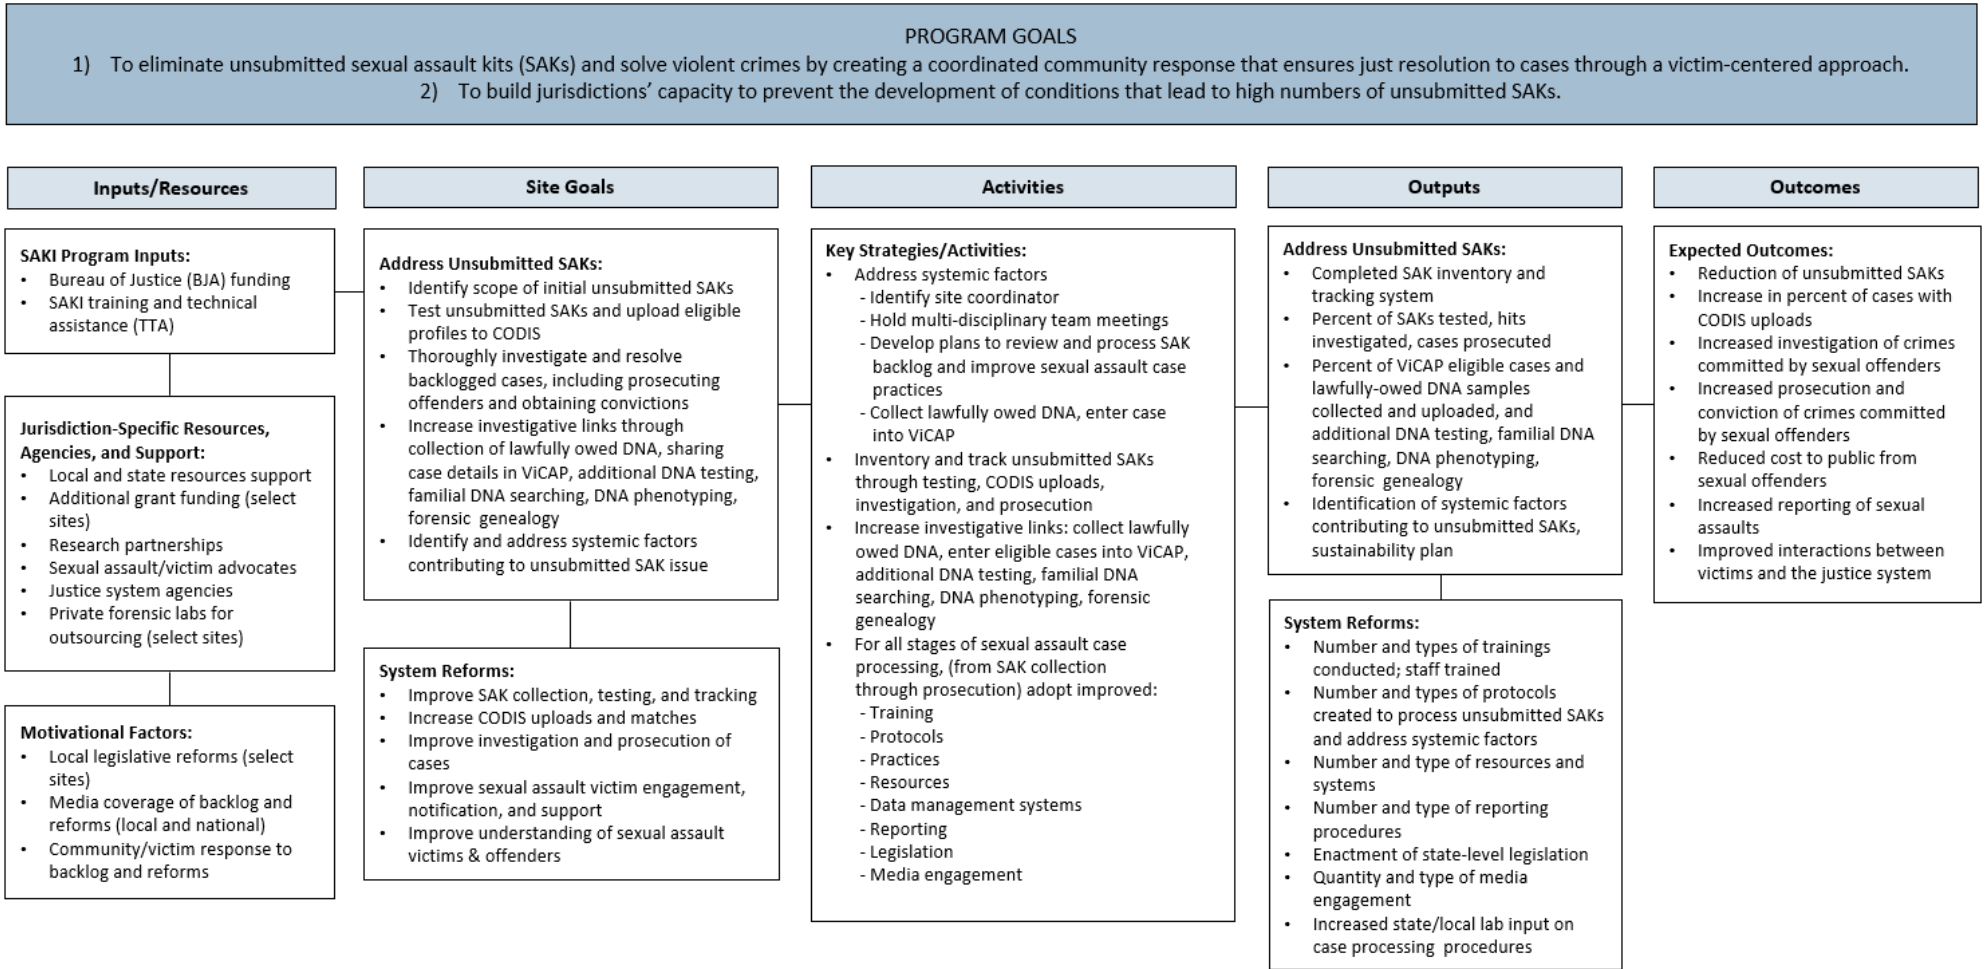 PROGRAM GOALS
1) To eliminate unsubmitted sexual assault kits (SAKs) and solve violent crimes by creating a coordinated community response that ensures just resolution to cases through a victim-centered approach.
2) To build jurisdictions’ capacity to prevent the development of conditions that lead to high numbers of unsubmitted SAKs.
Inputs/Resources
SAKI Program Inputs:
• Bureau of Justice (BJA) funding
• SAKI training and technical
assistance (TTA)
Jurisdiction-Specific Resources,
Agencies, and Support:
• Local and state resources support
• Additional grant funding (select
sites)
• Research partnerships
• Sexual assault/victim advocates
• Justice system agencies
• Private forensic labs for
outsourcing (select sites)
Motivational Factors:
• Local legislative reforms (select
sites)
• Media coverage of backlog and
reforms (local and national)
• Community/victim response to
backlog and reforms
Site Goals
Address Unsubmitted SAKs:
• Identify scope of initial unsubmitted SAKs
• Test unsubmitted SAKs and upload eligible
profiles to CODIS
• Thoroughly investigate and resolve
backlogged cases, including prosecuting
offenders and obtaining convictions
• Increase investigative links through
collection of lawfully owed DNA, sharing
case details in ViCAP, additional DNA testing,
familial DNA searching, DNA phenotyping,
forensic genealogy
• Identify and address systemic factors
contributing to unsubmitted SAK issue
System Reforms:
• Improve SAK collection, testing, and tracking
• Increase CODIS uploads and matches
• Improve investigation and prosecution of
cases
• Improve sexual assault victim engagement,
notification, and support
• Improve understanding of sexual assault
victims & offenders
Activities
Key Strategies/Activities:
• Address systemic factors
- Identify site coordinator
- Hold multi-disciplinary team meetings
- Develop plans to review and process SAK
backlog and improve sexual assault case
practices
- Collect lawfully owed DNA, enter case
into ViCAP
• Inventory and track unsubmitted SAKs
through testing, CODIS uploads,
investigation, and prosecution
• Increase investigative links: collect lawfully
owed DNA, enter eligible cases into ViCAP,
additional DNA testing, familial DNA
searching, DNA phenotyping, forensic
genealogy
• For all stages of sexual assault case
processing, (from SAK collection
through prosecution) adopt improved:
- Training
- Protocols
- Practices
- Resources
- Data management systems
- Reporting
- Legislation
- Media engagement
Outputs
Address Unsubmitted SAKs:
• Completed SAK inventory and
tracking system
• Percent of SAKs tested, hits
investigated, cases prosecuted
• Percent of ViCAP eligible cases and
lawfully-owed DNA samples
collected and uploaded, and
additional DNA testing, familial DNA
searching, DNA phenotyping,
forensic genealogy
• Identification of systemic factors
contributing to unsubmitted SAKs,
sustainability plan
System Reforms:
• Number and types of trainings
conducted; staff trained
• Number and types of protocols
created to process unsubmitted SAKs
and address systemic factors
• Number and type of resources and
systems
• Number and type of reporting
procedures
• Enactment of state-level legislation
• Quantity and type of media
engagement
• Increased state/local lab input on
case processing procedures
Outcomes
Expected Outcomes:
• Reduction of unsubmitted SAKs
• Increase in percent of cases with
CODIS uploads
• Increased investigation of crimes
committed by sexual offenders
• Increased prosecution and
conviction of crimes committed
by sexual offenders
• Reduced cost to public from
sexual offenders
• Increased reporting of sexual
assaults
• Improved interactions between
victims and the justice system